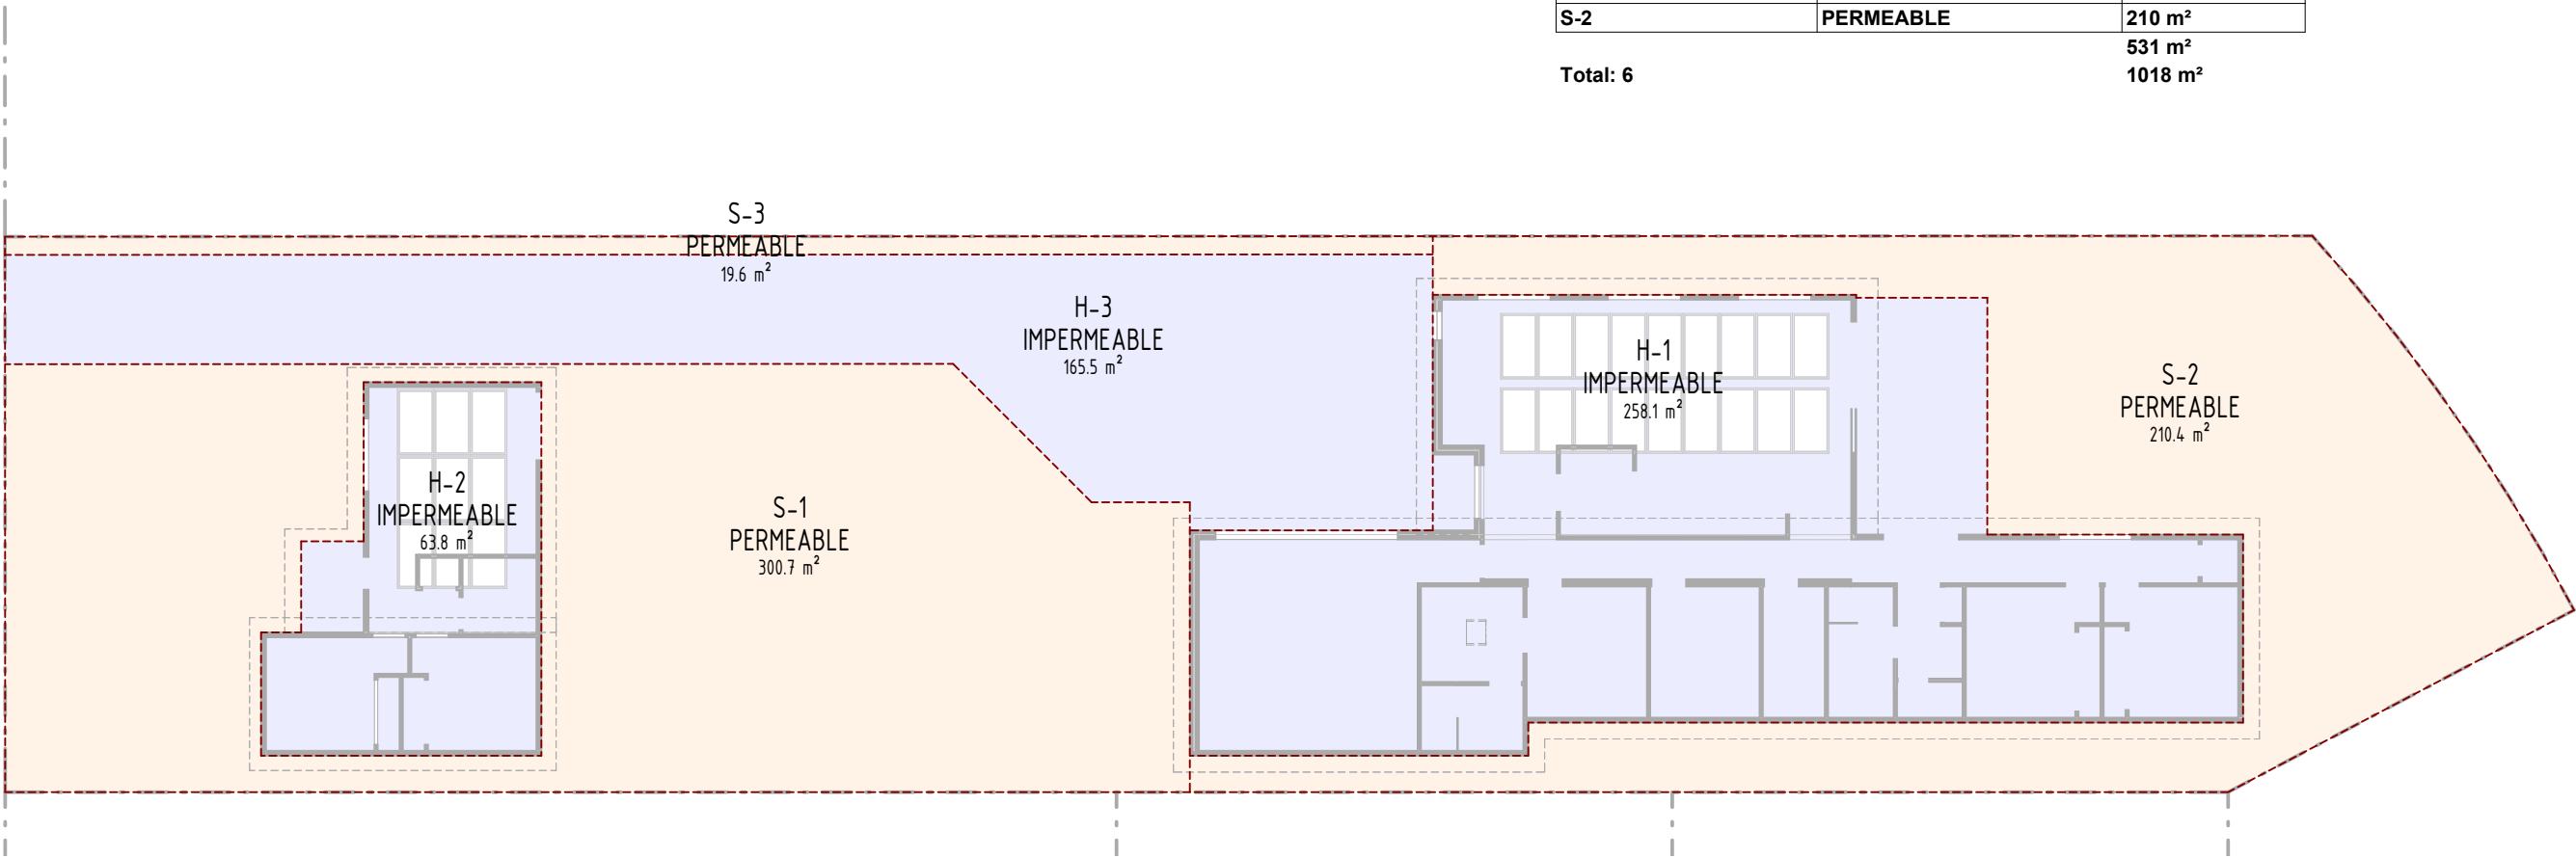 S-2 PERMEABLE 210 m²
531 m²
Total: 6 1018 m²
S-3
PERMEABLE
19.6 m²
H-3
IMPERMEABLE
165.5 m²
H-1
IMPERMEABLE
258.1 m²
S-2
PERMEABLE
210.4 m²
H-2
IMPERMEABLE
63.8 m²
S-1
PERMEABLE
300.7 m²